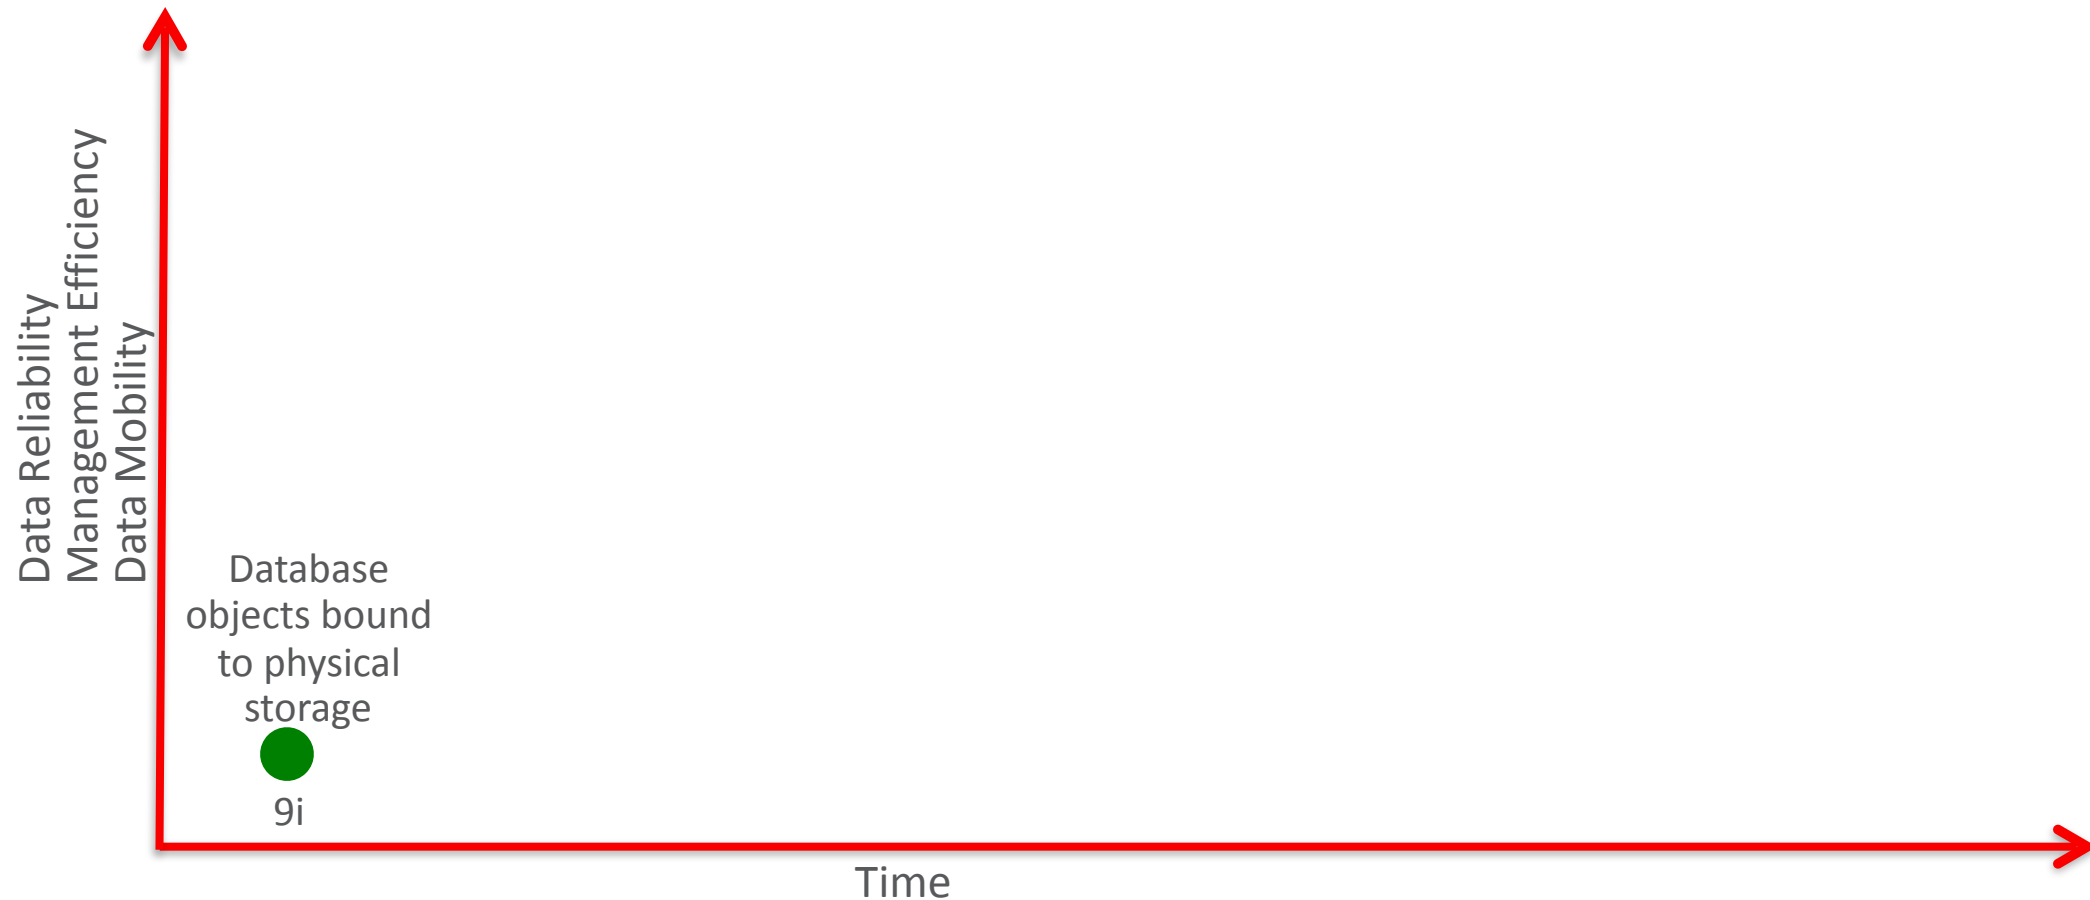 Data Reliability
Management Efficiency
Data Mobility
Database
objects bound
to physical
storage
9i
Time